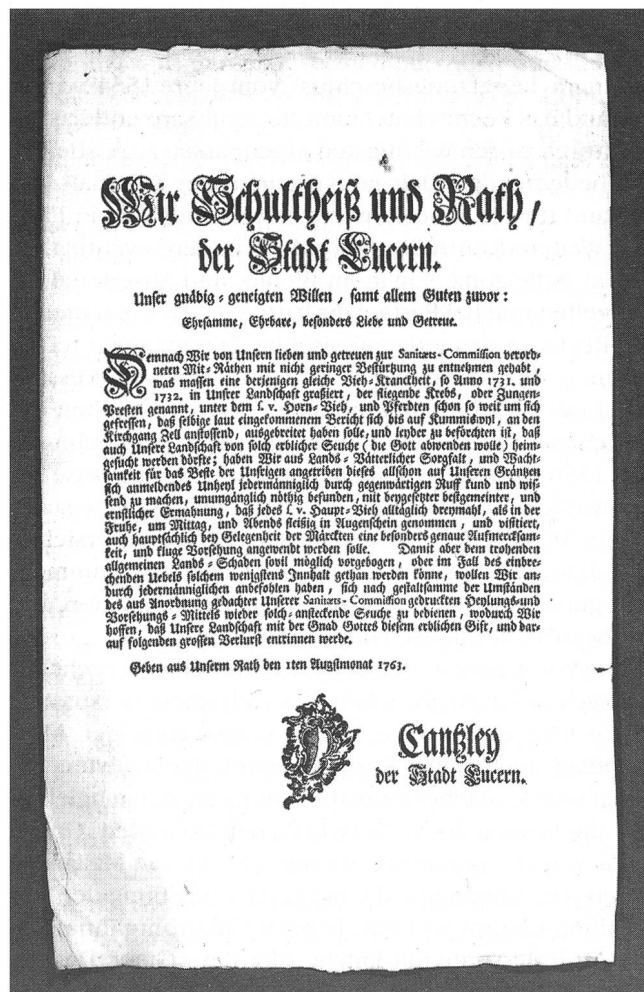 Wir Schultheiß und Rath,
der Stadt Lucern.
Unser gnädig-geneigten Willen, samt allem Guten zuvor:
Ehrsamme, Ehrbare, besonders Liebe und Getreue.
Demnach Wir von Unsern lieben und getreuen zur Sanitæts-Commission verord-
neten Mit-Räthen mit nicht geringer Bestürtzung zu entnehmen gehabt,
was massen eine derjenigen gleiche Vieh-Kranckheit, so Anno 1731. und
1732. in Unsrer Landschaft graßiert, der fliegende Krebs, oder Zungen-
Presten genannt, unter dem s. v. Horn-Vieh, und Pferdten schon so weit um sich
gefressen, daß selbige laut eingekommenem Bericht sich bis auf Kummiswyl, an den
Kirchgang Zell anstossend, ausgebreitet haben solle, und leyder zu beförchten ist, daß
auch Unsere Landschaft von solch erblicher Seuche (die Gott abwenden wolle) heim-
gesucht werden dörfte; haben Wir aus Lands-Vätterlicher Sorgfalt, und Wacht-
samkeit für das Beste der Unsrigen angetriben dieses allschon auf Unseren Gräntzen
sich anmeldendes Unheyl jedermänniglich durch gegenwärtigen Ruff kund und wis-
send zu machen, unumgänglich nöthig befunden, mit beygesetzter bestgemeinter, und
ernstlicher Ermahnung, daß jedes s. v. Haupt-Vieh alltäglich dreymahl, als in der
Fruhe, um Mittag, und Abends fleißig in Augenschein genommen, und visitiert,
auch hauptsächlich bey Gelegenheit der Märckten eine besonders genaue Aufmercksam-
keit, und kluge Vorsehung angewendt werden solle. Damit aber dem trohenden
allgemeinen Lands-Schaden sovil möglich vorgebogen, oder im Fall des einbre-
chenden Uebels solchem wenigstens Innhalt gethan werden könne, wollen Wir an-
durch jedermänniglichen anbefohlen haben, sich nach gestaltsamme der Umständen
des aus Anordnung gedachter Unserer Sanitæts-Commission gedruckten Heylungs-und
Vorsehungs-Mittels wieder solch-ansteckende Seuche zu bedienen, wodurch Wir
hoffen, daß Unsere Landschaft mit der Gnad Gottes diesem erblichen Gift, und dar-
auf folgenden grossen Verlurst entrinnen werde.
Geben aus Unserm Rath den 1ten Augstmonat 1763.
Cantzley
der Stadt Lucern.